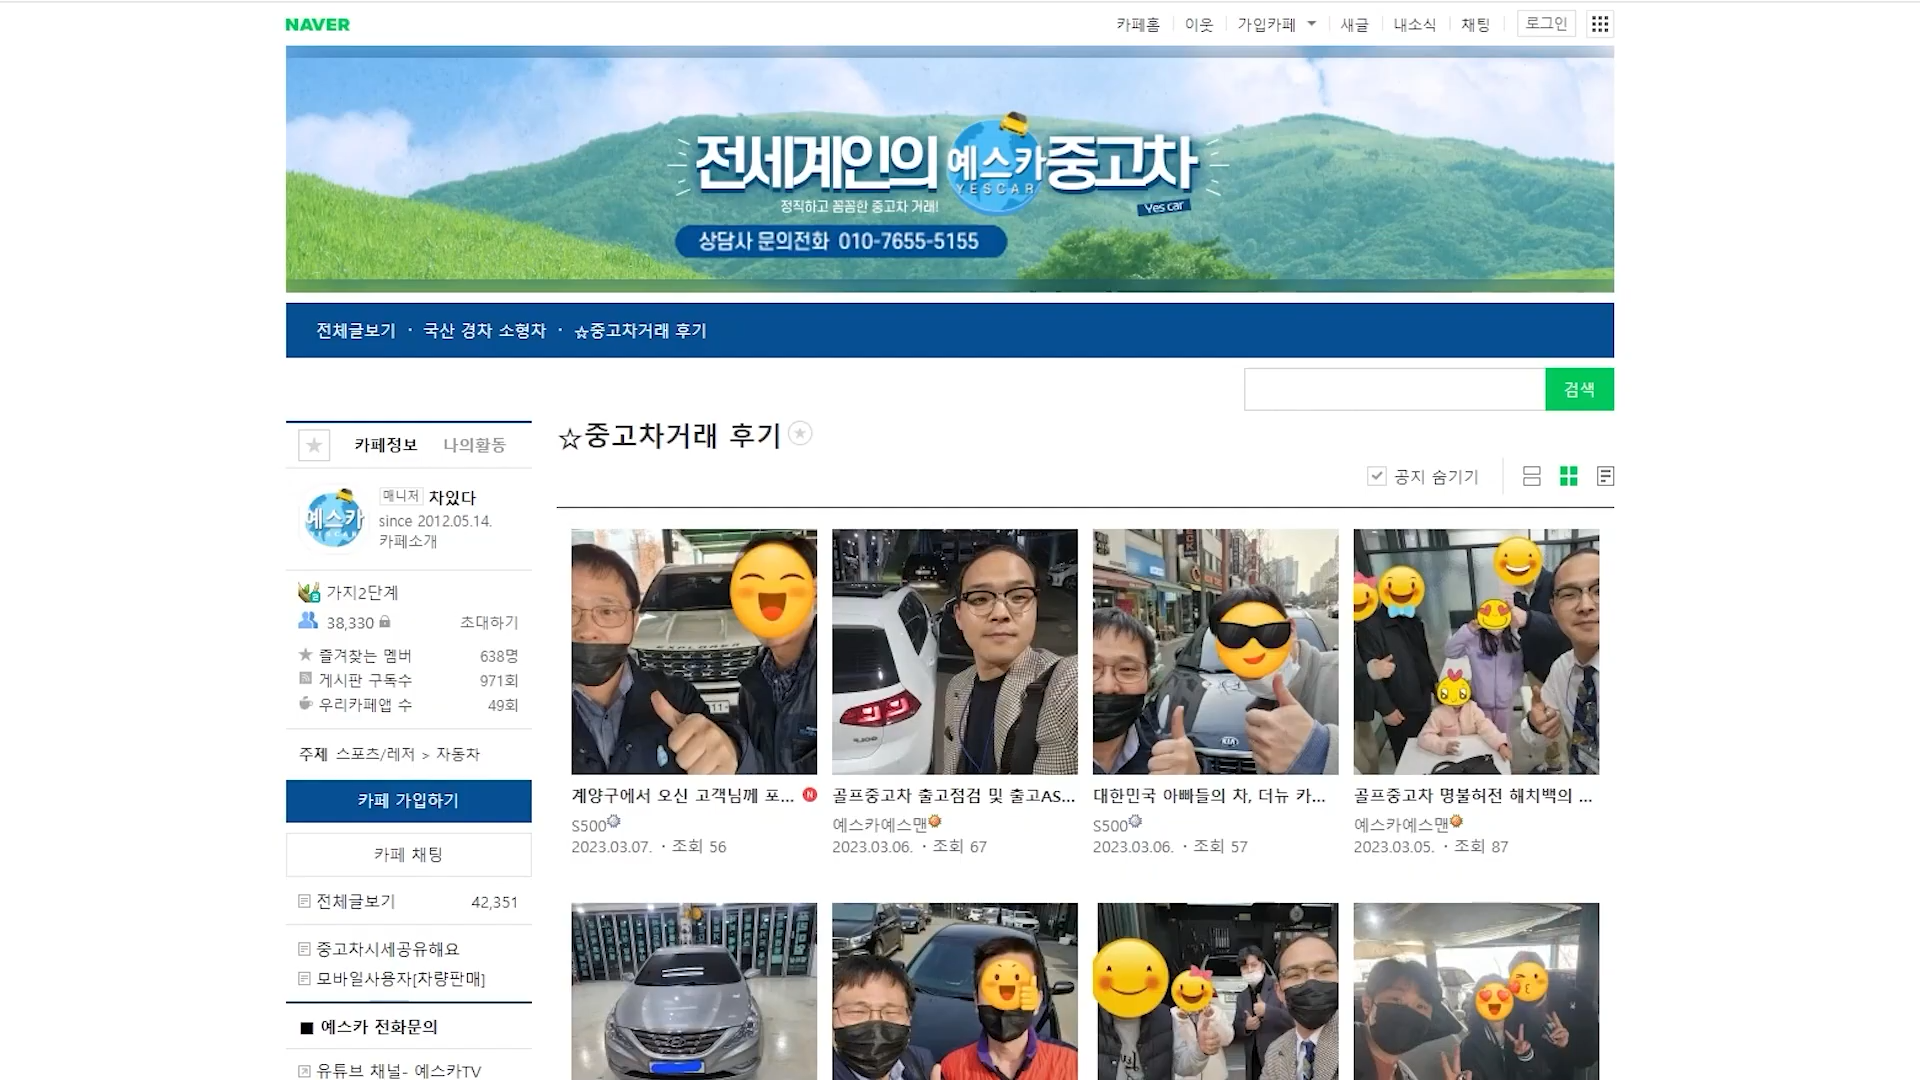 NAVER
카페홈 이웃 가입카페 새글 내소식 채팅 로그인
전세계인의 예스카 중고차
YESCAR
정직하고 꼼꼼한 중고차 거래!
Yes car
상담사 문의전화 010-7655-5155
전체글보기 · 국산 경차 소형차 · ☆중고차거래 후기
검색
카페정보 나의활동
예스카
YESCAR
매니저 차있다
since 2012.05.14.
카페소개
가지2단계
38,330 초대하기
즐겨찾는 멤버 638명
게시판 구독수 971회
우리카페앱 수 49회
주제 스포츠/레저 > 자동차
카페 가입하기
카페 채팅
전체글보기 42,351
중고차시세공유해요
모바일사용자[차량판매]
■ 예스카 전화문의
유튜브 채널- 예스카TV
☆중고차거래 후기
공지 숨기기
EXPLORER
GOLF
KIA
계양구에서 오신 고객님께 포... N
S500
2023.03.07. · 조회 56
골프중고차 출고점검 및 출고AS...
예스카예스맨
2023.03.06. · 조회 67
대한민국 아빠들의 차, 더뉴 카...
S500
2023.03.06. · 조회 57
골프중고차 명불허전 해치백의 ...
예스카예스맨
2023.03.05. · 조회 87